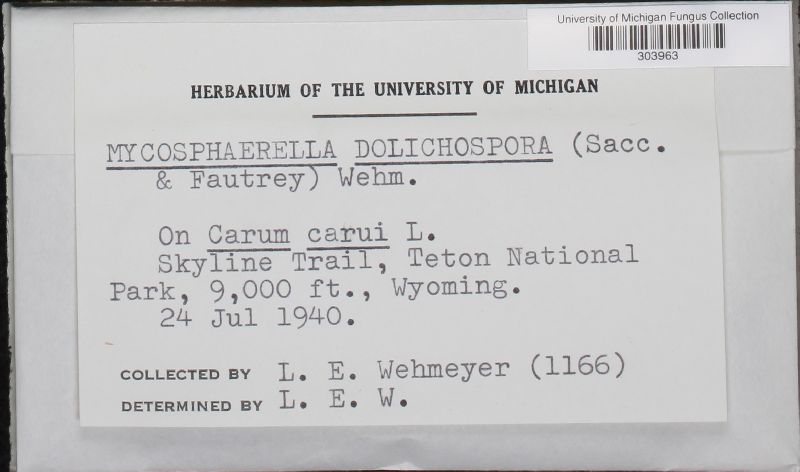 University of Michigan Fungus Collection
303963
HERBARIUM OF THE UNIVERSITY OF MICHIGAN
MYCOSPHAERELLA DOLICHOSPORA (Sacc.
& Fautrey) Wehm.
On Carum carui L.
Skyline Trail, Teton National
Park, 9,000 ft., Wyoming.
24 Jul 1940.
COLLECTED BY L. E. Wehmeyer (1166)
DETERMINED BY L. E. W.